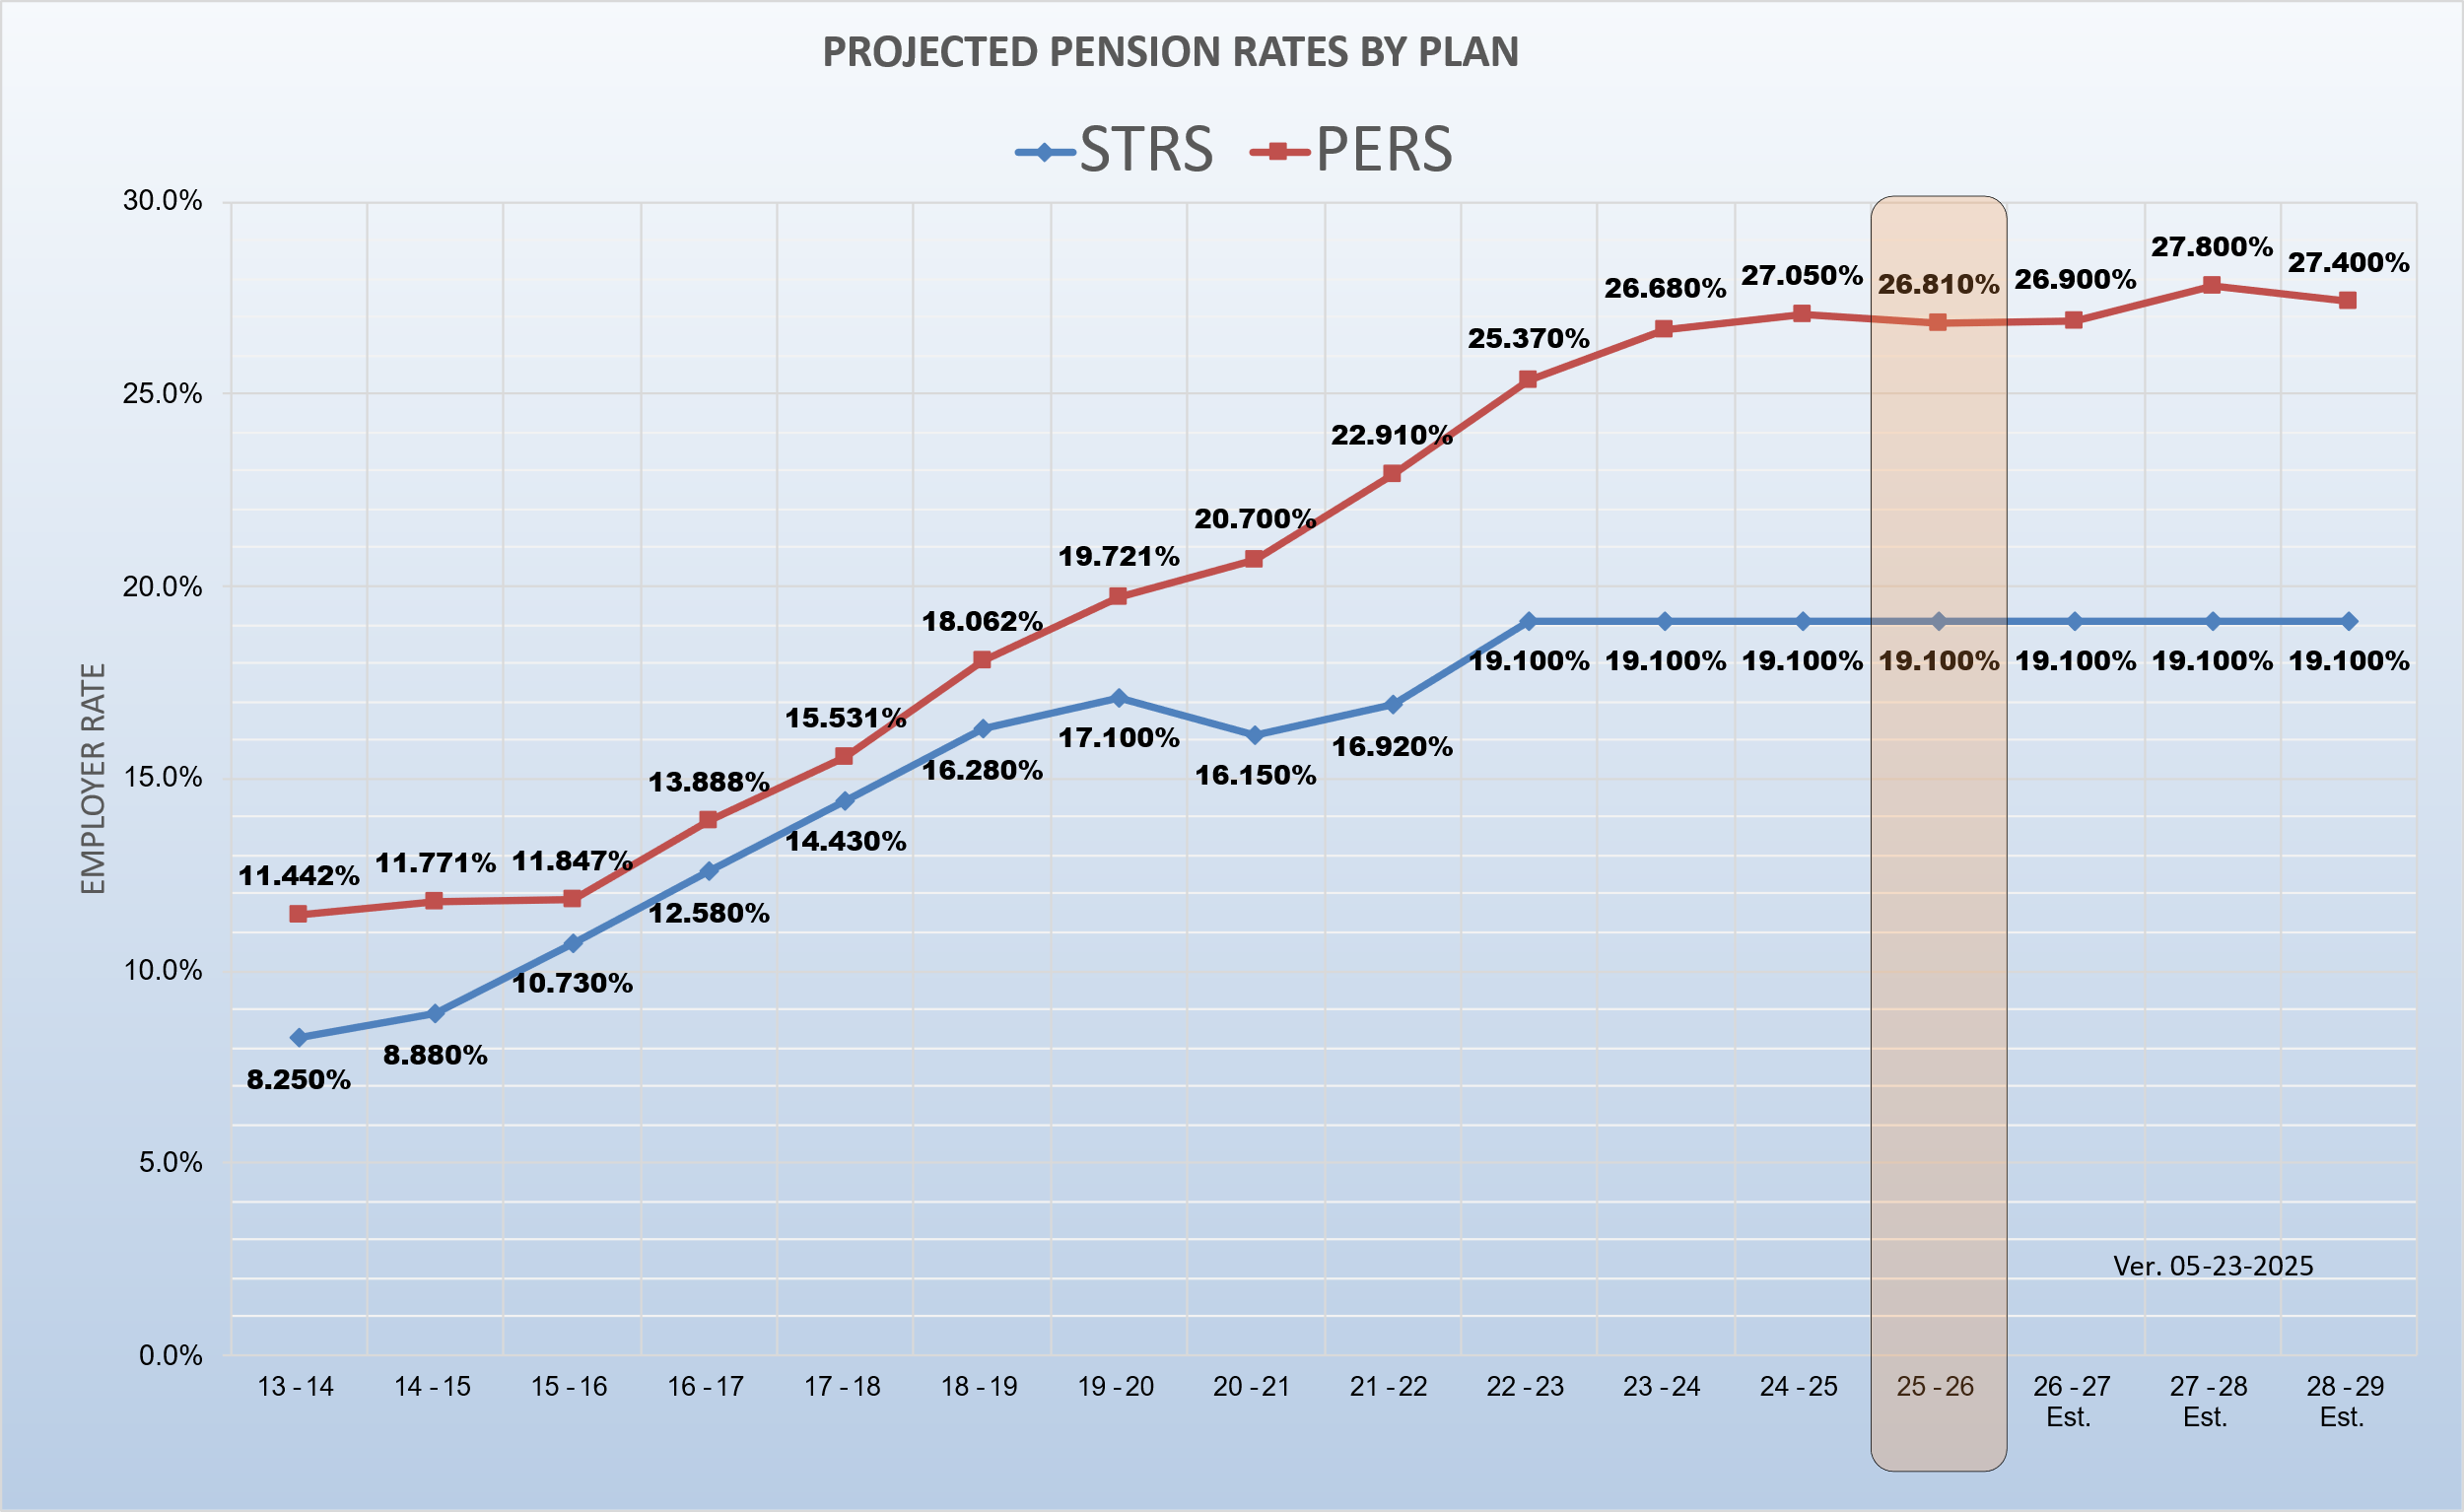 PROJECTED PENSION RATES BY PLAN
STRS PERS
30.0%
25.0%
20.0%
15.0%
10.0%
5.0%
0.0%
EMPLOYER RATE
11.442% 11.771% 11.847% 13.888% 15.531% 18.062% 19.721% 20.700% 22.910% 25.370% 26.680% 27.050% 26.810% 26.900% 27.800% 27.400%
8.250% 8.880% 10.730% 12.580% 14.430% 16.280% 17.100% 16.150% 16.920% 19.100% 19.100% 19.100% 19.100% 19.100% 19.100% 19.100%
Ver. 05-23-2025
13 -14 14 -15 15 -16 16 -17 17 -18 18 -19 19 -20 20 -21 21 -22 22 -23 23 -24 24 -25 25 -26 26 -27 27 -28 28 -29
Est. Est. Est.